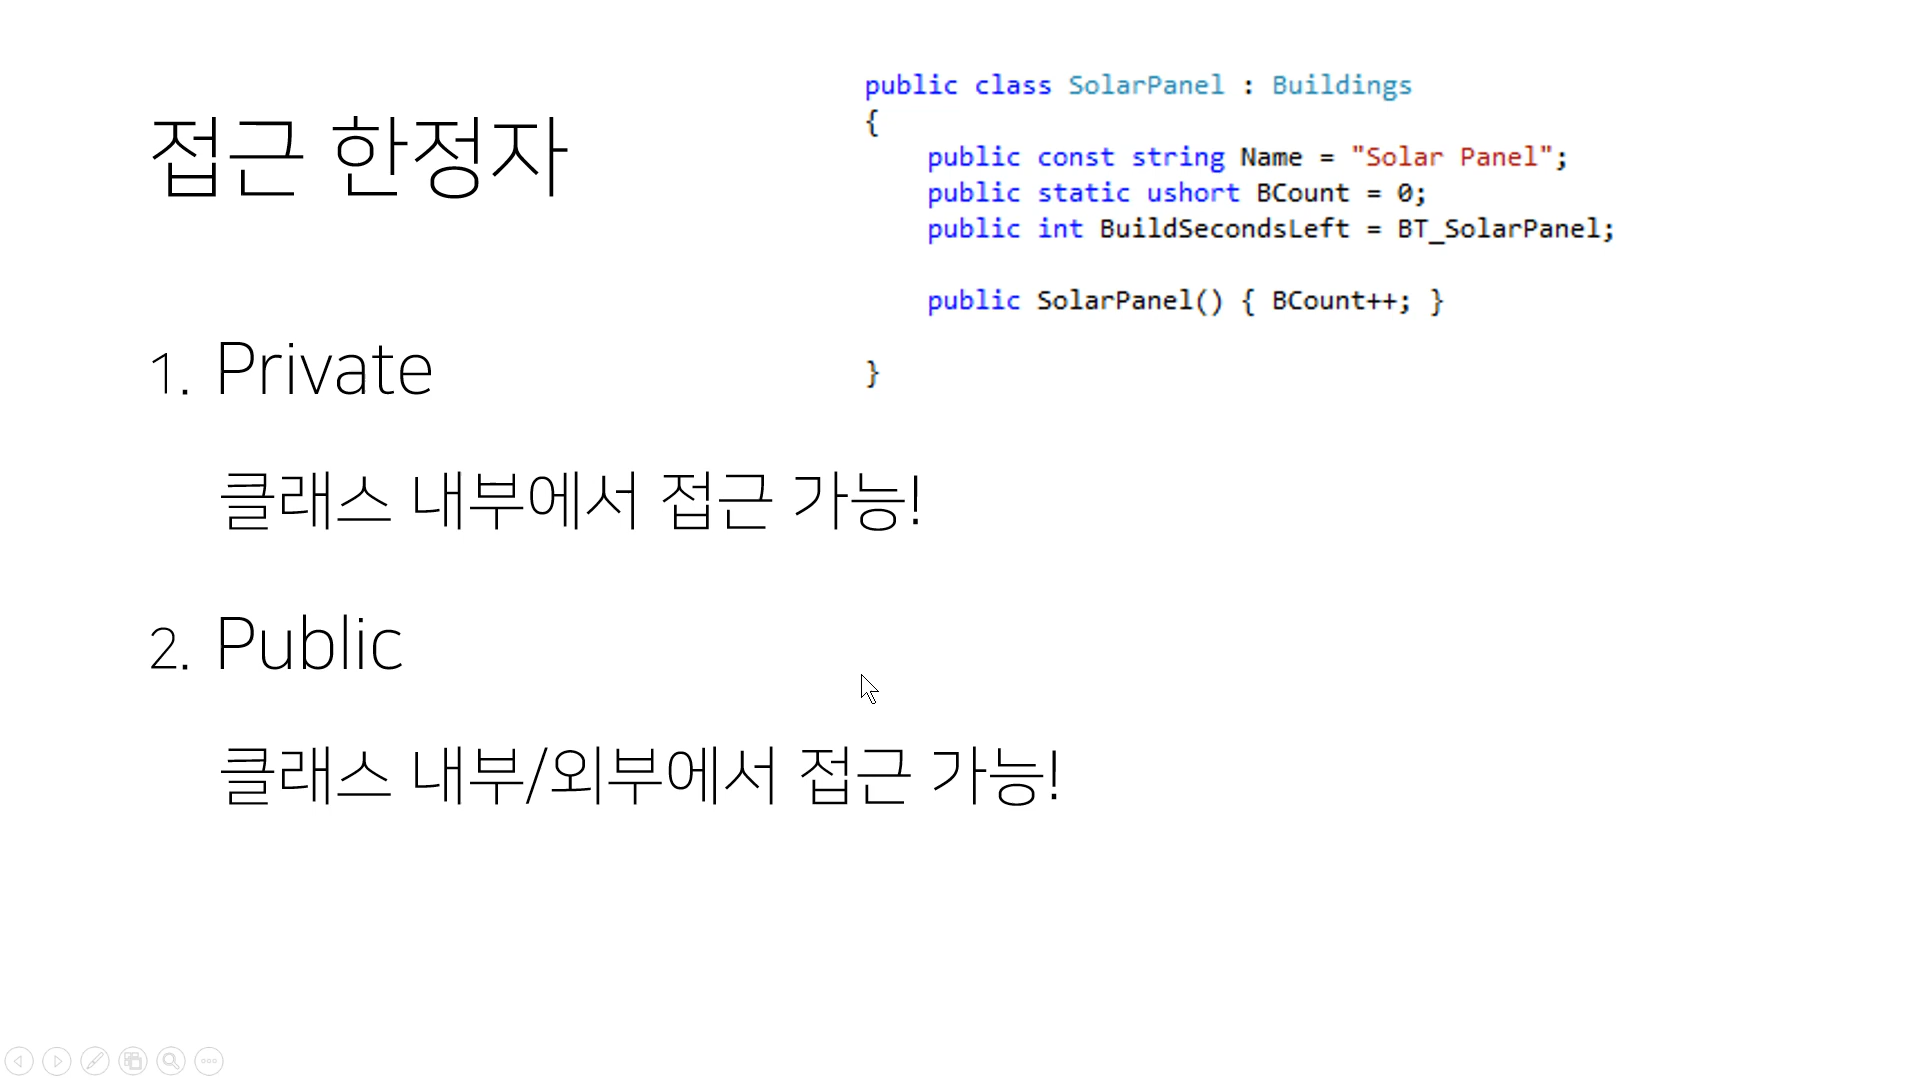 접근 한정자
public class SolarPanel : Buildings
{
public const string Name = "Solar Panel";
public static ushort BCount = 0;
public int BuildSecondsLeft = BT_SolarPanel;
public SolarPanel() { BCount++; }
}
1. Private
클래스 내부에서 접근 가능!
2. Public
클래스 내부/외부에서 접근 가능!